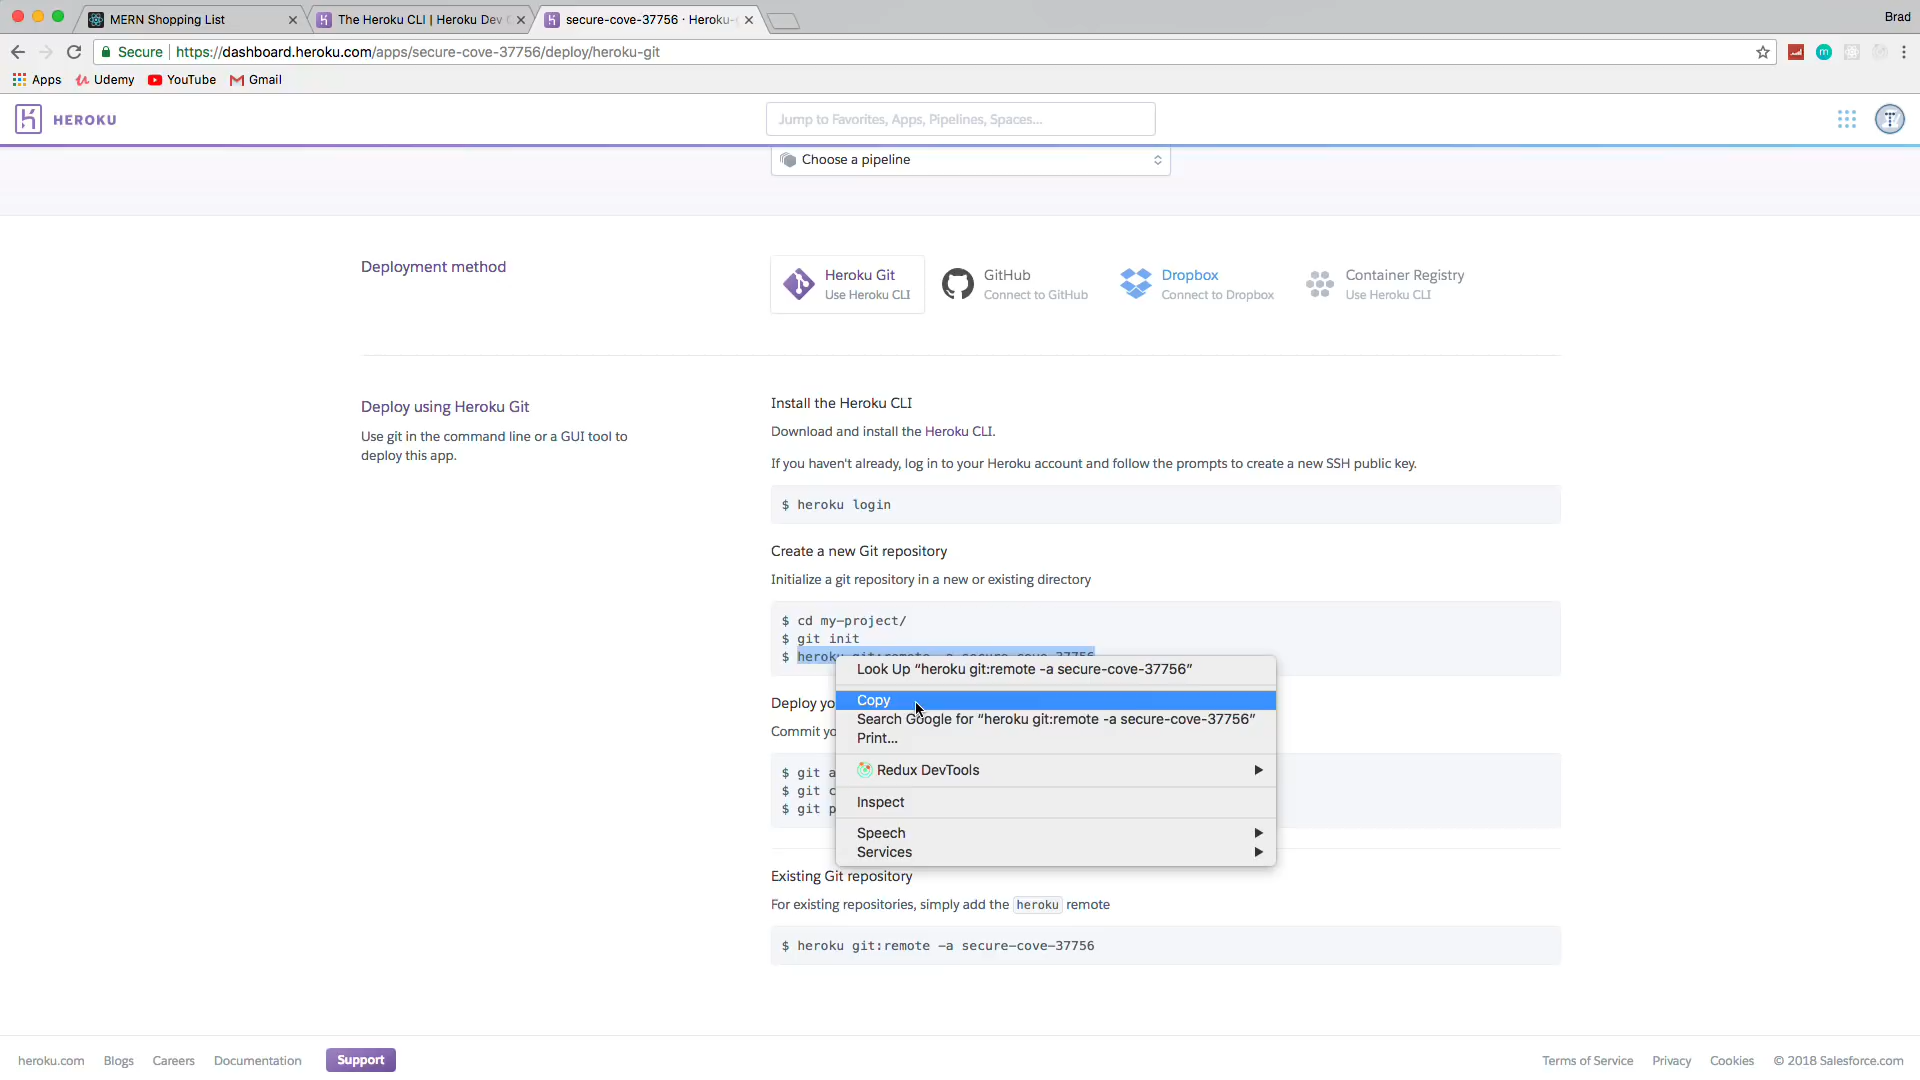 MERN Shopping List
The Heroku CLI | Heroku Dev
secure-cove-37756 · Heroku
Brad
Secure
https://dashboard.heroku.com/apps/secure-cove-37756/deploy/heroku-git
Apps
Udemy
YouTube
Gmail
HEROKU
Jump to Favorites, Apps, Pipelines, Spaces...
Choose a pipeline
Deployment method
Heroku Git
Use Heroku CLI
GitHub
Connect to GitHub
Dropbox
Connect to Dropbox
Container Registry
Use Heroku CLI
Deploy using Heroku Git
Use git in the command line or a GUI tool to
deploy this app.
Install the Heroku CLI
Download and install the Heroku CLI.
If you haven't already, log in to your Heroku account and follow the prompts to create a new SSH public key.
$ heroku login
Create a new Git repository
Initialize a git repository in a new or existing directory
$ cd my-project/
$ git init
$ heroku git:remote -a secure-cove-37756
Look Up “heroku git:remote -a secure-cove-37756”
Copy
Search Google for “heroku git:remote -a secure-cove-37756”
Print...
Redux DevTools
Inspect
Speech
Services
Deploy yo
Commit yo
$ git a
$ git c
$ git p
Existing Git repository
For existing repositories, simply add the heroku remote
$ heroku git:remote -a secure-cove-37756
heroku.com
Blogs
Careers
Documentation
Support
Terms of Service
Privacy
Cookies
© 2018 Salesforce.com